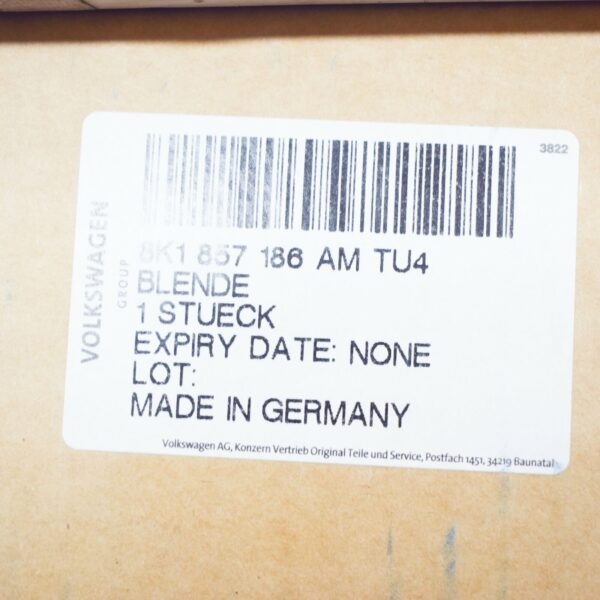 3822
VOLKSWAGEN
GROUP
8K1 857 186 AM TU4
BLENDE
1 STUECK
EXPIRY DATE: NONE
LOT:
MADE IN GERMANY
Volkswagen AG, Konzern Vertrieb Original Teile und Service, Postfach 1451, 34219 Baunatal